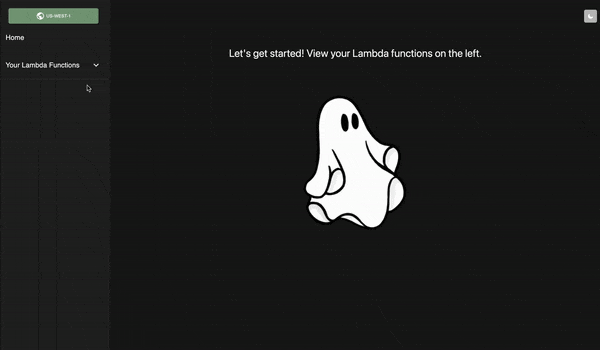 US-WEST-1
Home
Your Lambda Functions
Let's get started! View your Lambda functions on the left.